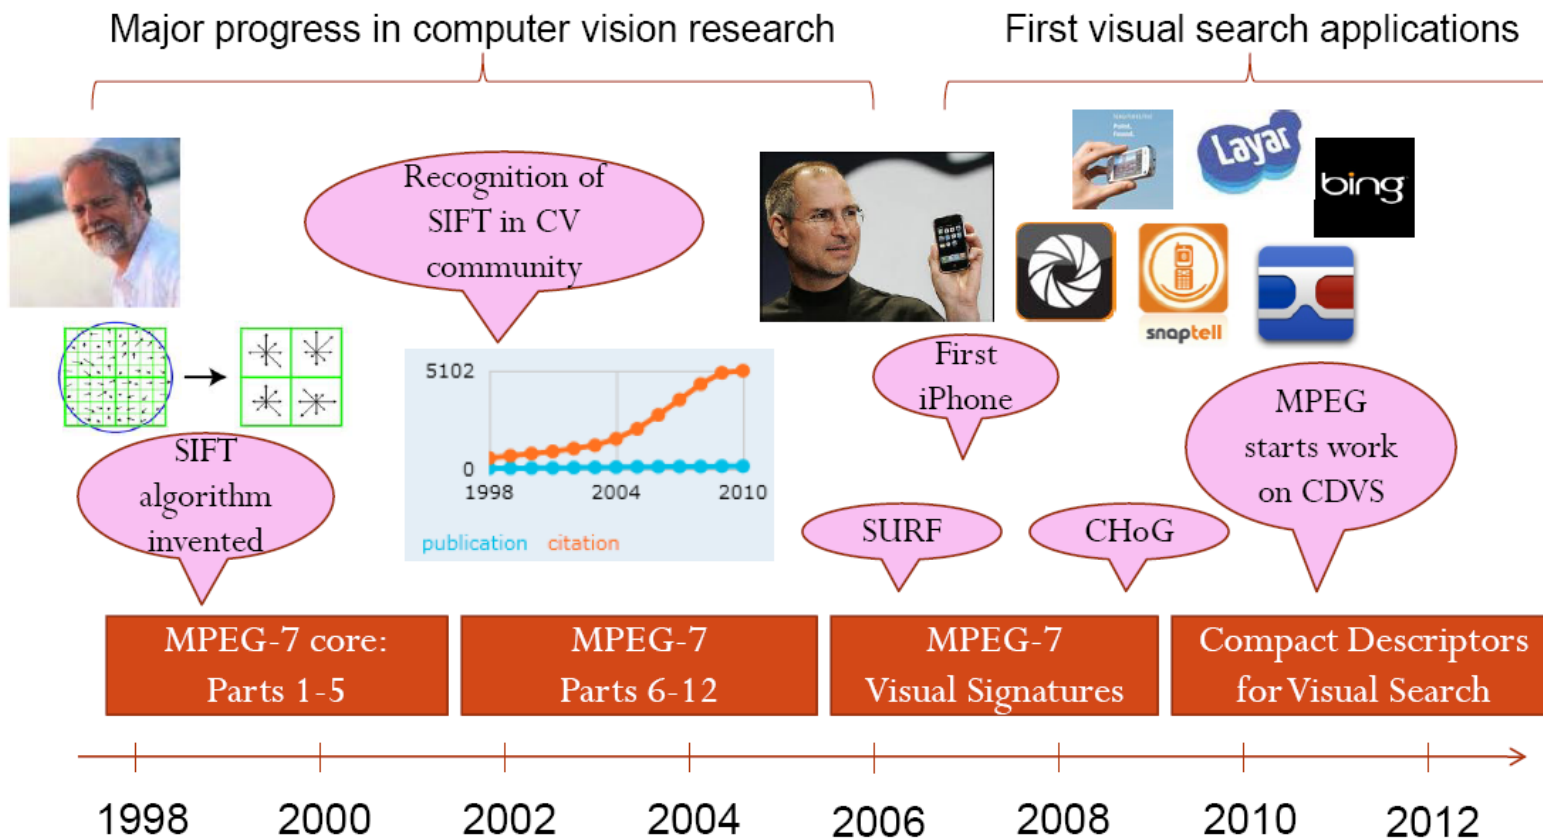 Major progress in computer vision research
First visual search applications
Recognition of
SIFT in CV
community
Point.
Found.
Layar
bing
snaptell
First
iPhone
MPEG
starts work
on CDVS
5102
0
1998
2004
2010
publication citation
SIFT
algorithm
invented
SURF
CHoG
MPEG-7 core:
Parts 1-5
MPEG-7
Parts 6-12
MPEG-7
Visual Signatures
Compact Descriptors
for Visual Search
1998
2000
2002
2004
2006
2008
2010
2012